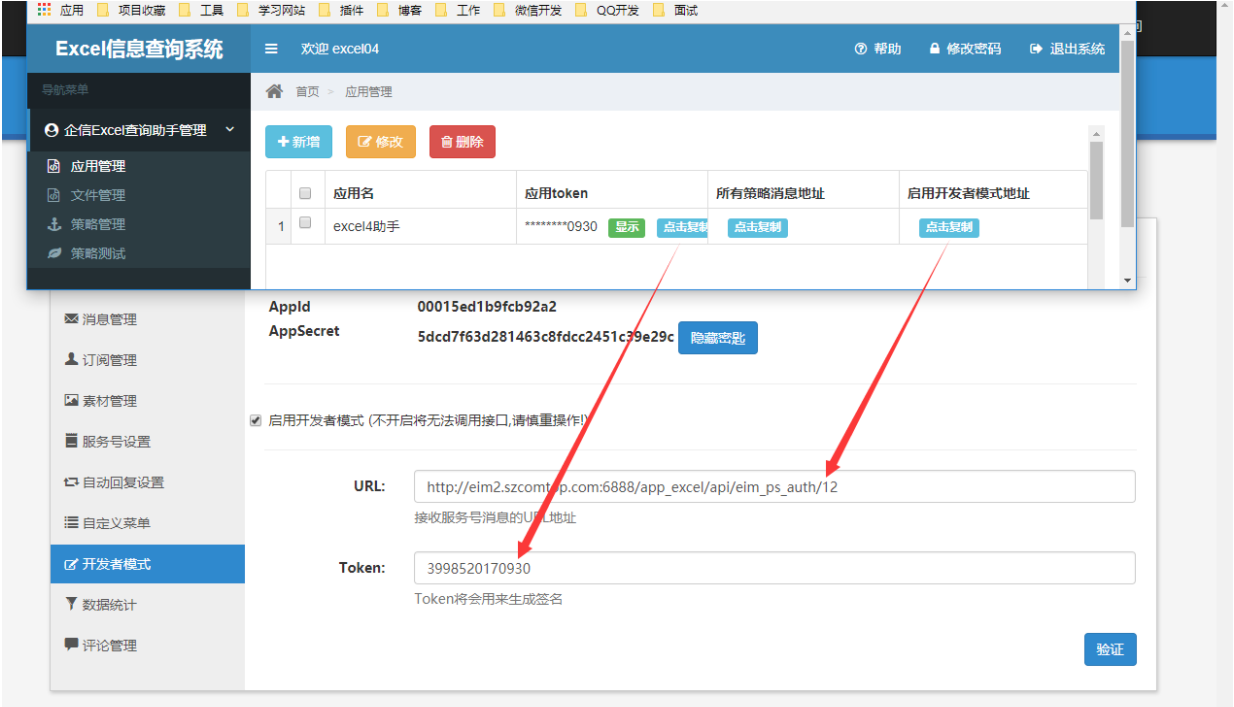 应用 项目收藏 工具 学习网站 插件 博客 工作 微信开发 QQ开发 面试
Excel信息查询系统 欢迎 excel04 帮助 修改密码 退出系统
导航菜单 首页 > 应用管理
企信Excel查询助手管理
应用管理
文件管理
策略管理
策略测试
新增 修改 删除
应用名 应用token 所有策略消息地址 启用开发者模式地址
1 excel4助手 ********0930 显示 点击复制 点击复制 点击复制
AppId 00015ed1b9fcb92a2
AppSecret 5dcd7f63d281463c8fdcc2451c39e29c 隐藏密匙
消息管理
订阅管理
素材管理
服务号设置
自动回复设置
自定义菜单
开发者模式
数据统计
评论管理
启用开发者模式 (不开启将无法调用接口,请慎重操作!)
URL: http://eim2.szcomtop.com:6888/app_excel/api/eim_ps_auth/12
接收服务号消息的URL地址
Token: 3998520170930
Token将会用来生成签名
验证